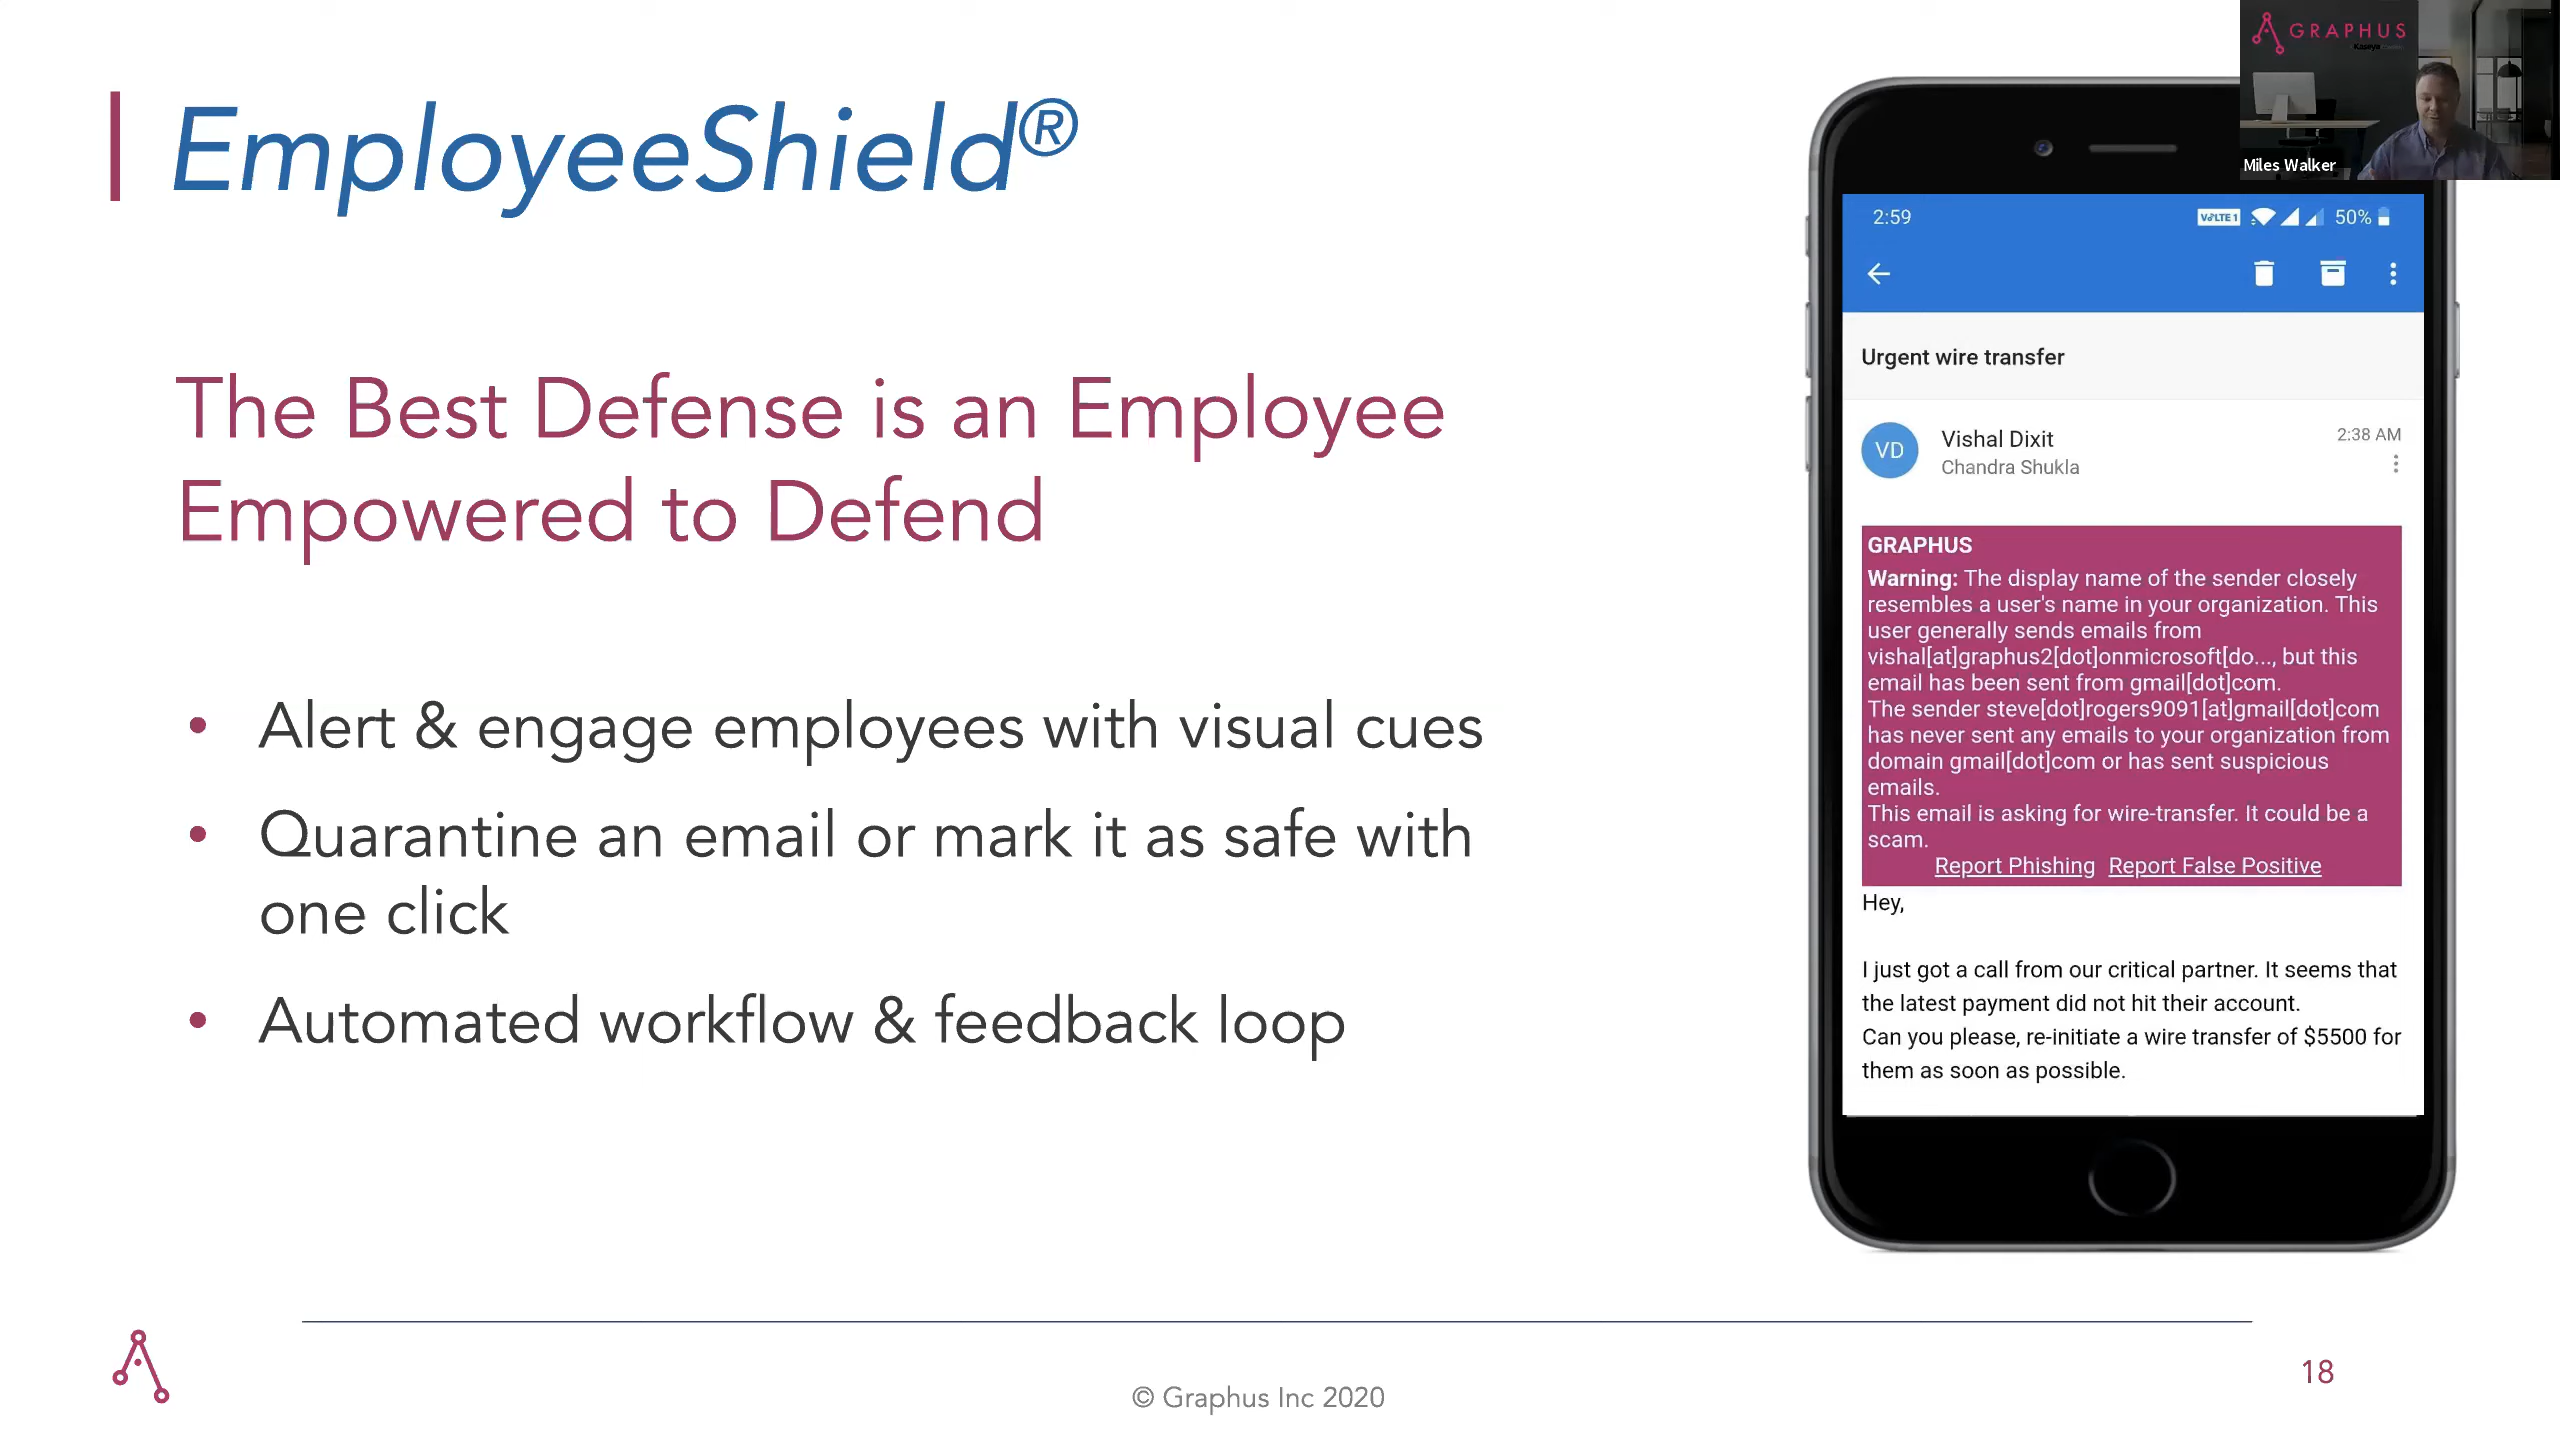 EmployeeShield®
The Best Defense is an Employee
Empowered to Defend
• Alert & engage employees with visual cues
• Quarantine an email or mark it as safe with
one click
• Automated workflow & feedback loop
GRAPHUS
Kaseya
Miles Walker
2:59
VoLTE 1
50%
Urgent wire transfer
VD
Vishal Dixit
2:38 AM
Chandra Shukla
GRAPHUS
Warning: The display name of the sender closely
resembles a user's name in your organization. This
user generally sends emails from
vishal[at]graphus2[dot]onmicrosoft[do..., but this
email has been sent from gmail[dot]com.
The sender steve[dot]rogers9091[at]gmail[dot]com
has never sent any emails to your organization from
domain gmail[dot]com or has sent suspicious
emails.
This email is asking for wire-transfer. It could be a
scam.
Report Phishing Report False Positive
Hey,
I just got a call from our critical partner. It seems that
the latest payment did not hit their account.
Can you please, re-initiate a wire transfer of $5500 for
them as soon as possible.
© Graphus Inc 2020
18